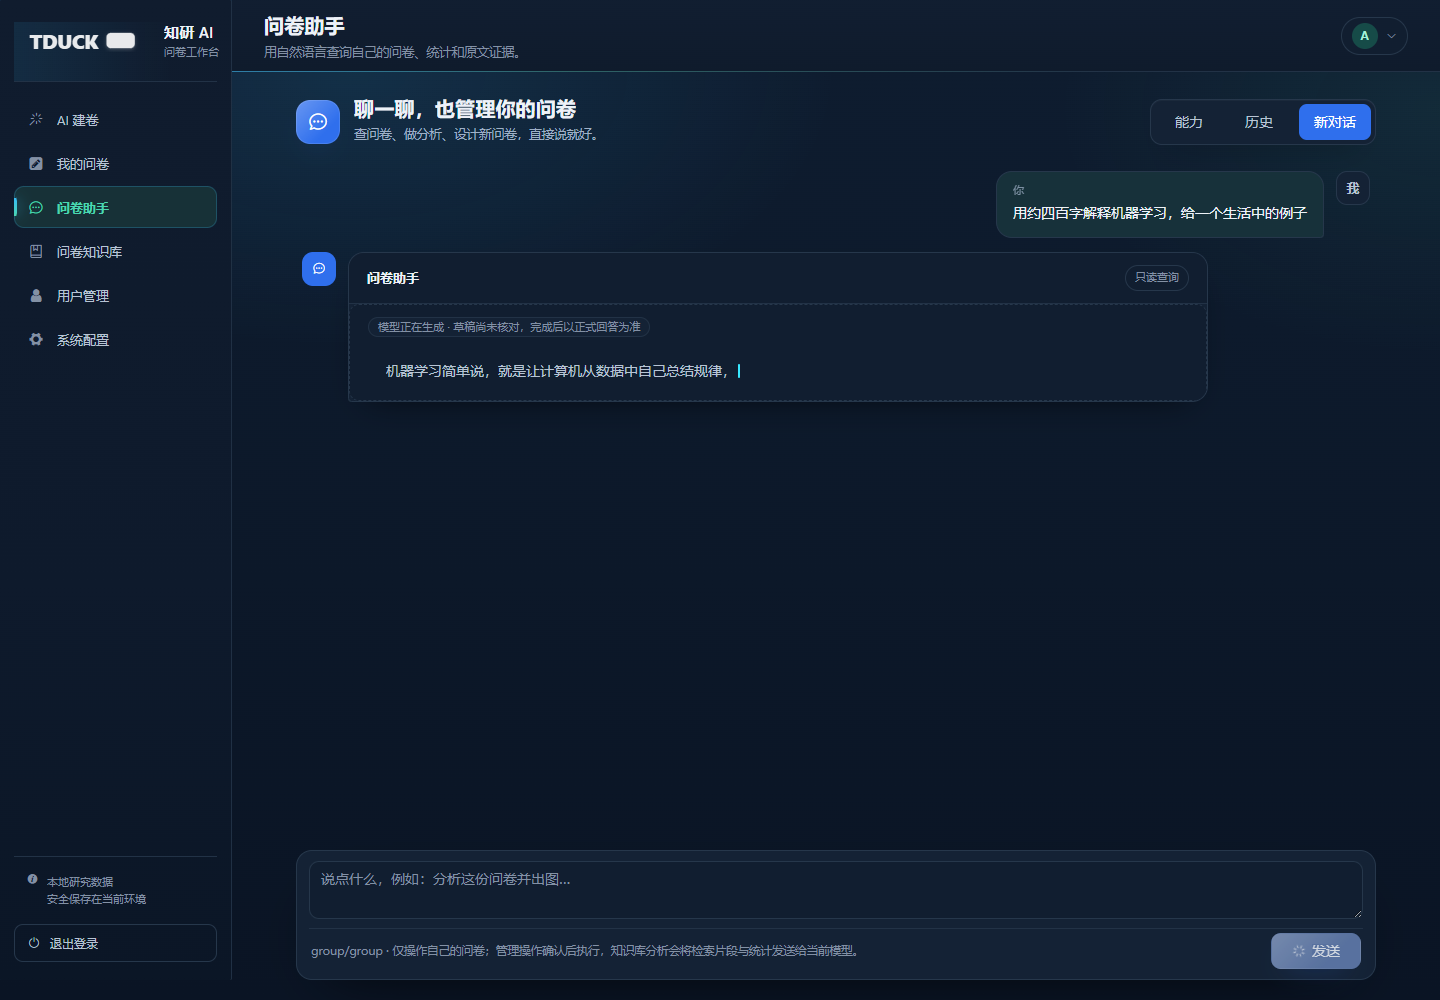 TDUCK
知研 AI
问卷工作台
AI 建卷
我的问卷
问卷助手
问卷知识库
用户管理
系统配置
本地研究数据
安全保存在当前环境
退出登录
问卷助手
用自然语言查询自己的问卷、统计和原文证据。
A
聊一聊，也管理你的问卷
查问卷、做分析、设计新问卷，直接说就好。
能力
历史
新对话
你
用约四百字解释机器学习，给一个生活中的例子
我
问卷助手
只读查询
模型正在生成 · 草稿尚未核对，完成后以正式回答为准
机器学习简单说，就是让计算机从数据中自己总结规律，
说点什么，例如：分析这份问卷并出图...
group/group · 仅操作自己的问卷；管理操作确认后执行，知识库分析会将检索片段与统计发送给当前模型。
发送